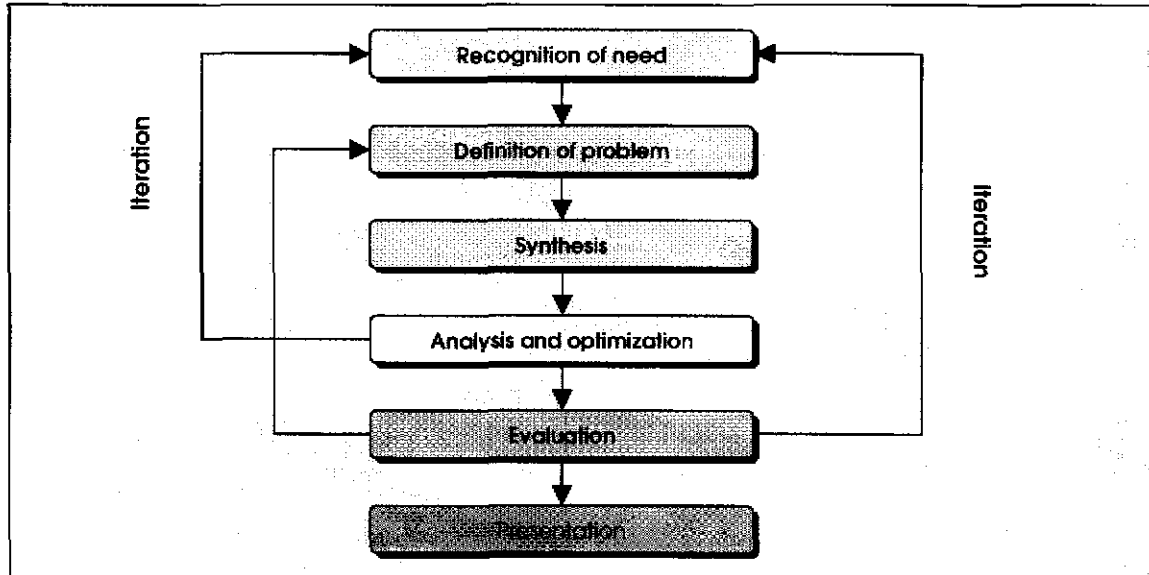 Recognition of need
Iteration
Definition of problem
Iteration
Synthesis
Analysis and optimization
Evaluation
Presentation